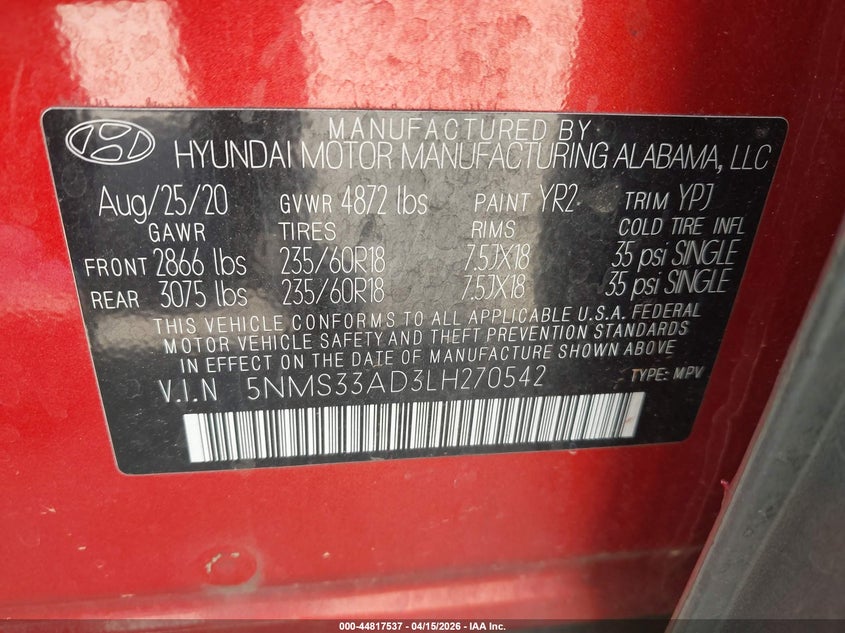 MANUFACTURED BY
HYUNDAI MOTOR MANUFACTURING ALABAMA, LLC
Aug/25/20 GVWR 4872 lbs PAINT YR2 TRIM YPJ
GAWR TIRES RIMS COLD TIRE INFL
FRONT 2866 lbs 235/60R18 7.5JX18 35 psi SINGLE
REAR 3075 lbs 235/60R18 7.5JX18 35 psi SINGLE
THIS VEHICLE CONFORMS TO ALL APPLICABLE U.S.A. FEDERAL
MOTOR VEHICLE SAFETY AND THEFT PREVENTION STANDARDS
IN EFFECT ON THE DATE OF MANUFACTURE SHOWN ABOVE
V.I.N 5NMS33AD3LH270542 TYPE: MPV
000-44817537 - 04/15/2026 - IAA Inc.